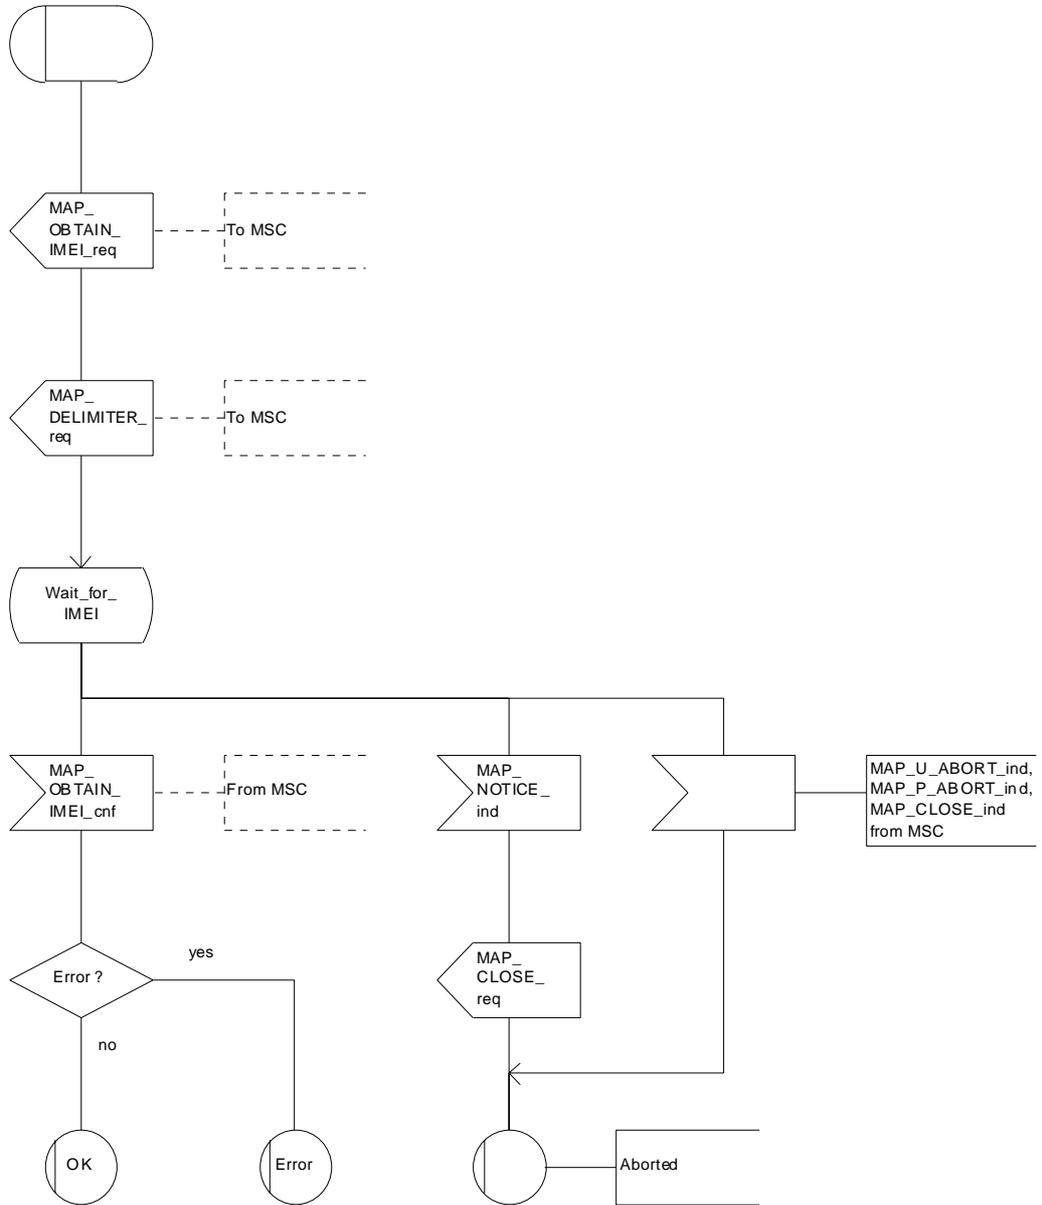 MAP_
OBTAIN_
IMEI_req
To MSC
MAP_
DELIMITER_
req
To MSC
Wait_for_
IMEI
MAP_
OBTAIN_
IMEI_cnf
From MSC
MAP_
NOTICE_
ind
MAP_U_ABORT_ind,
MAP_P_ABORT_ind,
MAP_CLOSE_ind
from MSC
Error ?
yes
no
MAP_
CLOSE_
req
OK
Error
Aborted